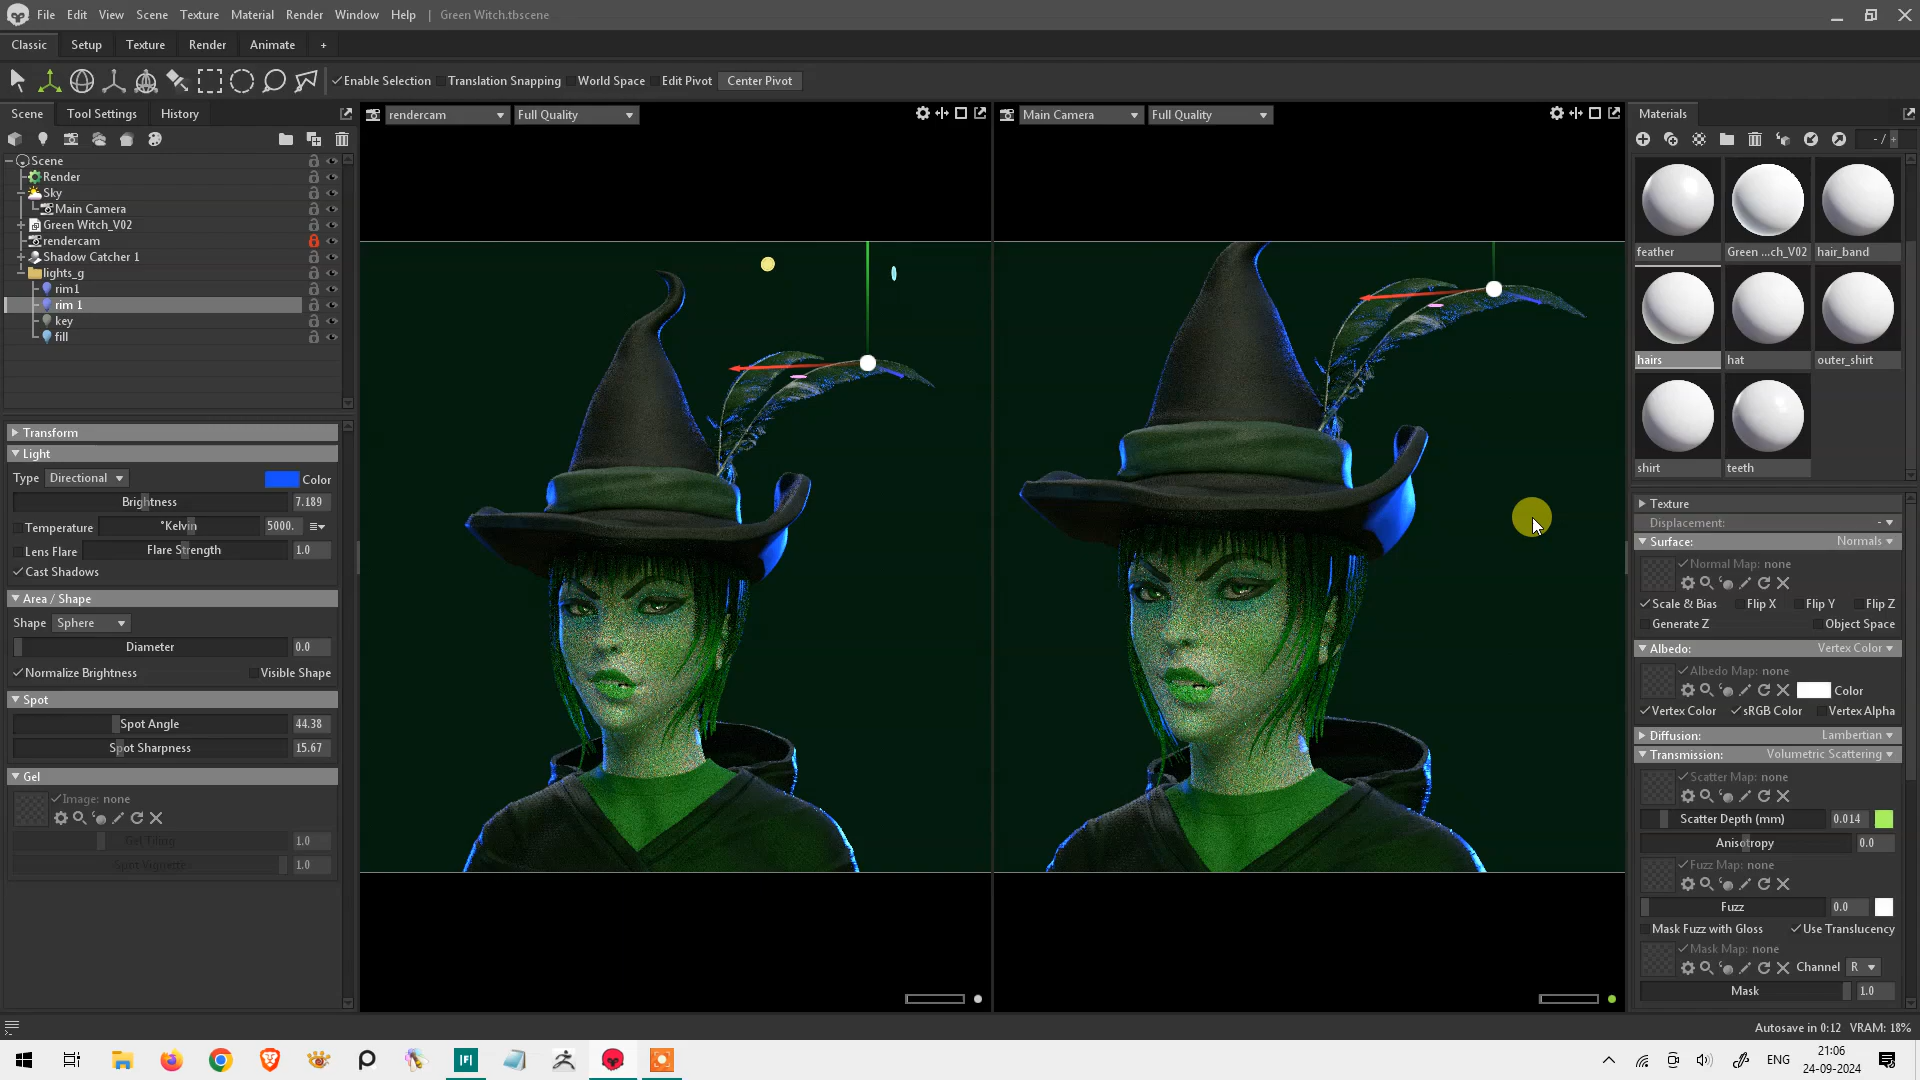 File Edit View Scene Texture Material Render Window Help | Green Witch.tbscene
Classic Setup Texture Render Animate +
Enable Selection Translation Snapping World Space Edit Pivot Center Pivot
Scene Tool Settings History
rendercam Full Quality
Main Camera Full Quality
Materials
- / +
Scene
Render
Sky
Main Camera
Green Witch_V02
rendercam
Shadow Catcher 1
lights_g
rim1
rim 1
key
fill
Transform
Light
Type Directional Color
Brightness 7.189
Temperature °Kelvin 5000.
Lens Flare Flare Strength 1.0
Cast Shadows
Area / Shape
Shape Sphere
Diameter 0.0
Normalize Brightness Visible Shape
Spot
Spot Angle 44.38
Spot Sharpness 15.67
Gel
Image: none
Gel Tiling 1.0
Spot Vignette 1.0
feather Green ...ch_V02 hair_band
hairs hat outer_shirt
shirt teeth
Texture
Displacement: -
Surface: Normals
Normal Map: none
Scale & Bias Flip X Flip Y Flip Z
Generate Z Object Space
Albedo: Vertex Color
Albedo Map: none
Color
Vertex Color sRGB Color Vertex Alpha
Diffusion: Lambertian
Transmission: Volumetric Scattering
Scatter Map: none
Scatter Depth (mm) 0.014
Anisotropy 0.0
Fuzz Map: none
Fuzz 0.0
Mask Fuzz with Gloss Use Translucency
Mask Map: none
Channel R
Mask 1.0
Autosave in 0:12 VRAM: 18%
ENG
21:06
24-09-2024